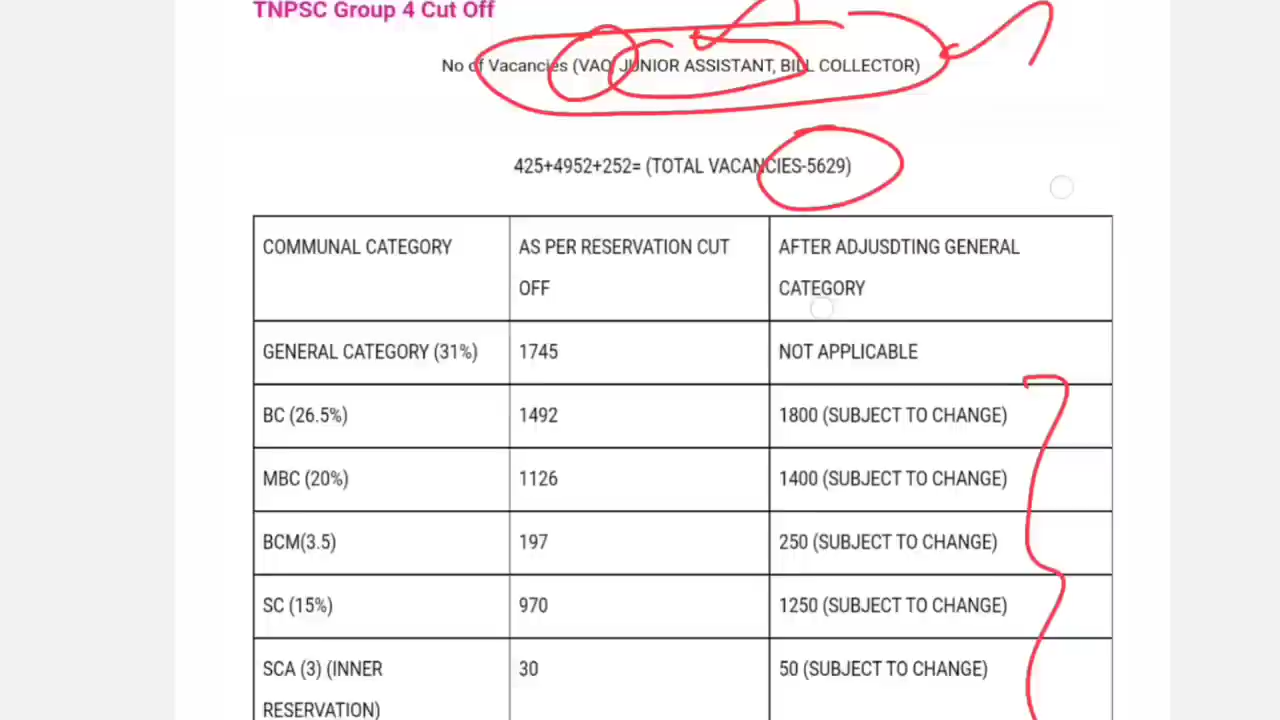 TNPSC Group 4 Cut Off
No of Vacancies (VAO JUNIOR ASSISTANT, BILL COLLECTOR)
425+4952+252= (TOTAL VACANCIES-5629)
COMMUNAL CATEGORY
AS PER RESERVATION CUT
OFF
AFTER ADJUSDTING GENERAL
CATEGORY
GENERAL CATEGORY (31%)
1745
NOT APPLICABLE
BC (26.5%)
1492
1800 (SUBJECT TO CHANGE)
MBC (20%)
1126
1400 (SUBJECT TO CHANGE)
BCM(3.5)
197
250 (SUBJECT TO CHANGE)
SC (15%)
970
1250 (SUBJECT TO CHANGE)
SCA (3) (INNER
RESERVATION)
30
50 (SUBJECT TO CHANGE)